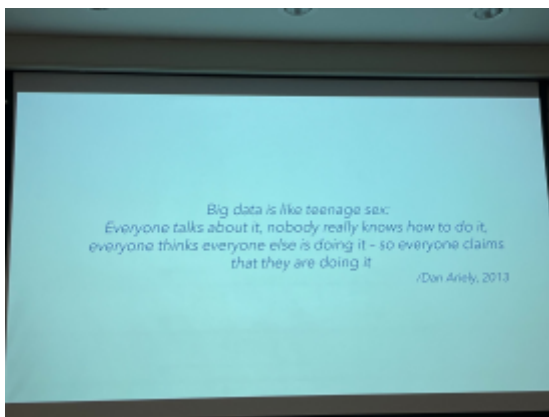 Big data is like teenage sex:
Everyone talks about it, nobody really knows how to do it,
everyone thinks everyone else is doing it - so everyone claims
that they are doing it
/Dan Ariely, 2013